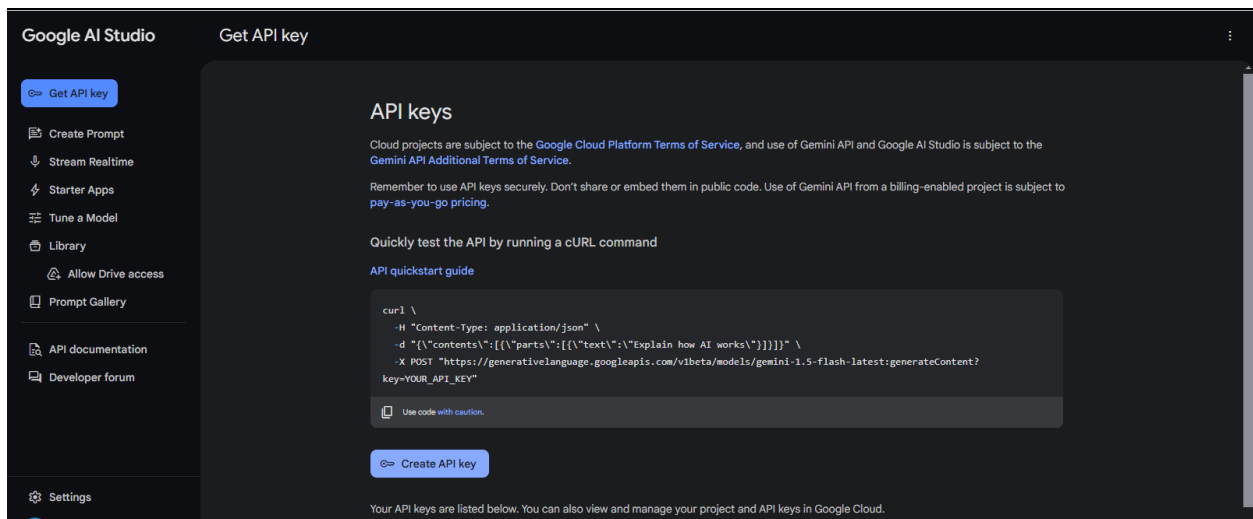 Google AI Studio
Get API key
Get API key
Create Prompt
Stream Realtime
Starter Apps
Tune a Model
Library
Allow Drive access
Prompt Gallery
API documentation
Developer forum
Settings
API keys
Cloud projects are subject to the Google Cloud Platform Terms of Service, and use of Gemini API and Google AI Studio is subject to the
Gemini API Additional Terms of Service.
Remember to use API keys securely. Don't share or embed them in public code. Use of Gemini API from a billing-enabled project is subject to
pay-as-you-go pricing.
Quickly test the API by running a cURL command
API quickstart guide
curl \
-H "Content-Type: application/json" \
-d "{\"contents\":[{\"parts\":[{\"text\":\"Explain how AI works\"}]}]}" \
-X POST "https://generativelanguage.googleapis.com/v1beta/models/gemini-1.5-flash-latest:generateContent?
key=YOUR_API_KEY"
Use code with caution.
Create API key
Your API keys are listed below. You can also view and manage your project and API keys in Google Cloud.